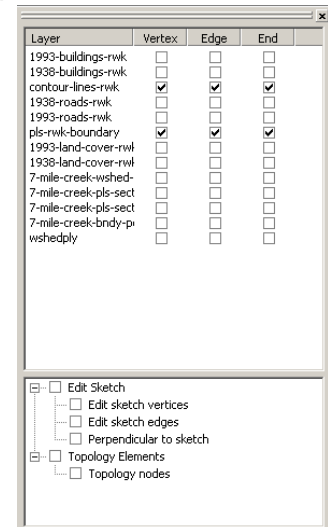 Layer Vertex Edge End
1993-buildings-rwk
1938-buildings-rwk
contour-lines-rwk
1938-roads-rwk
1993-roads-rwk
pls-rwk-boundary
1993-land-cover-rwk
1938-land-cover-rwk
7-mile-creek-wshed-
7-mile-creek-pls-sect
7-mile-creek-pls-sect
7-mile-creek-bndy-po
wshedply
Edit Sketch
Edit sketch vertices
Edit sketch edges
Perpendicular to sketch
Topology Elements
Topology nodes